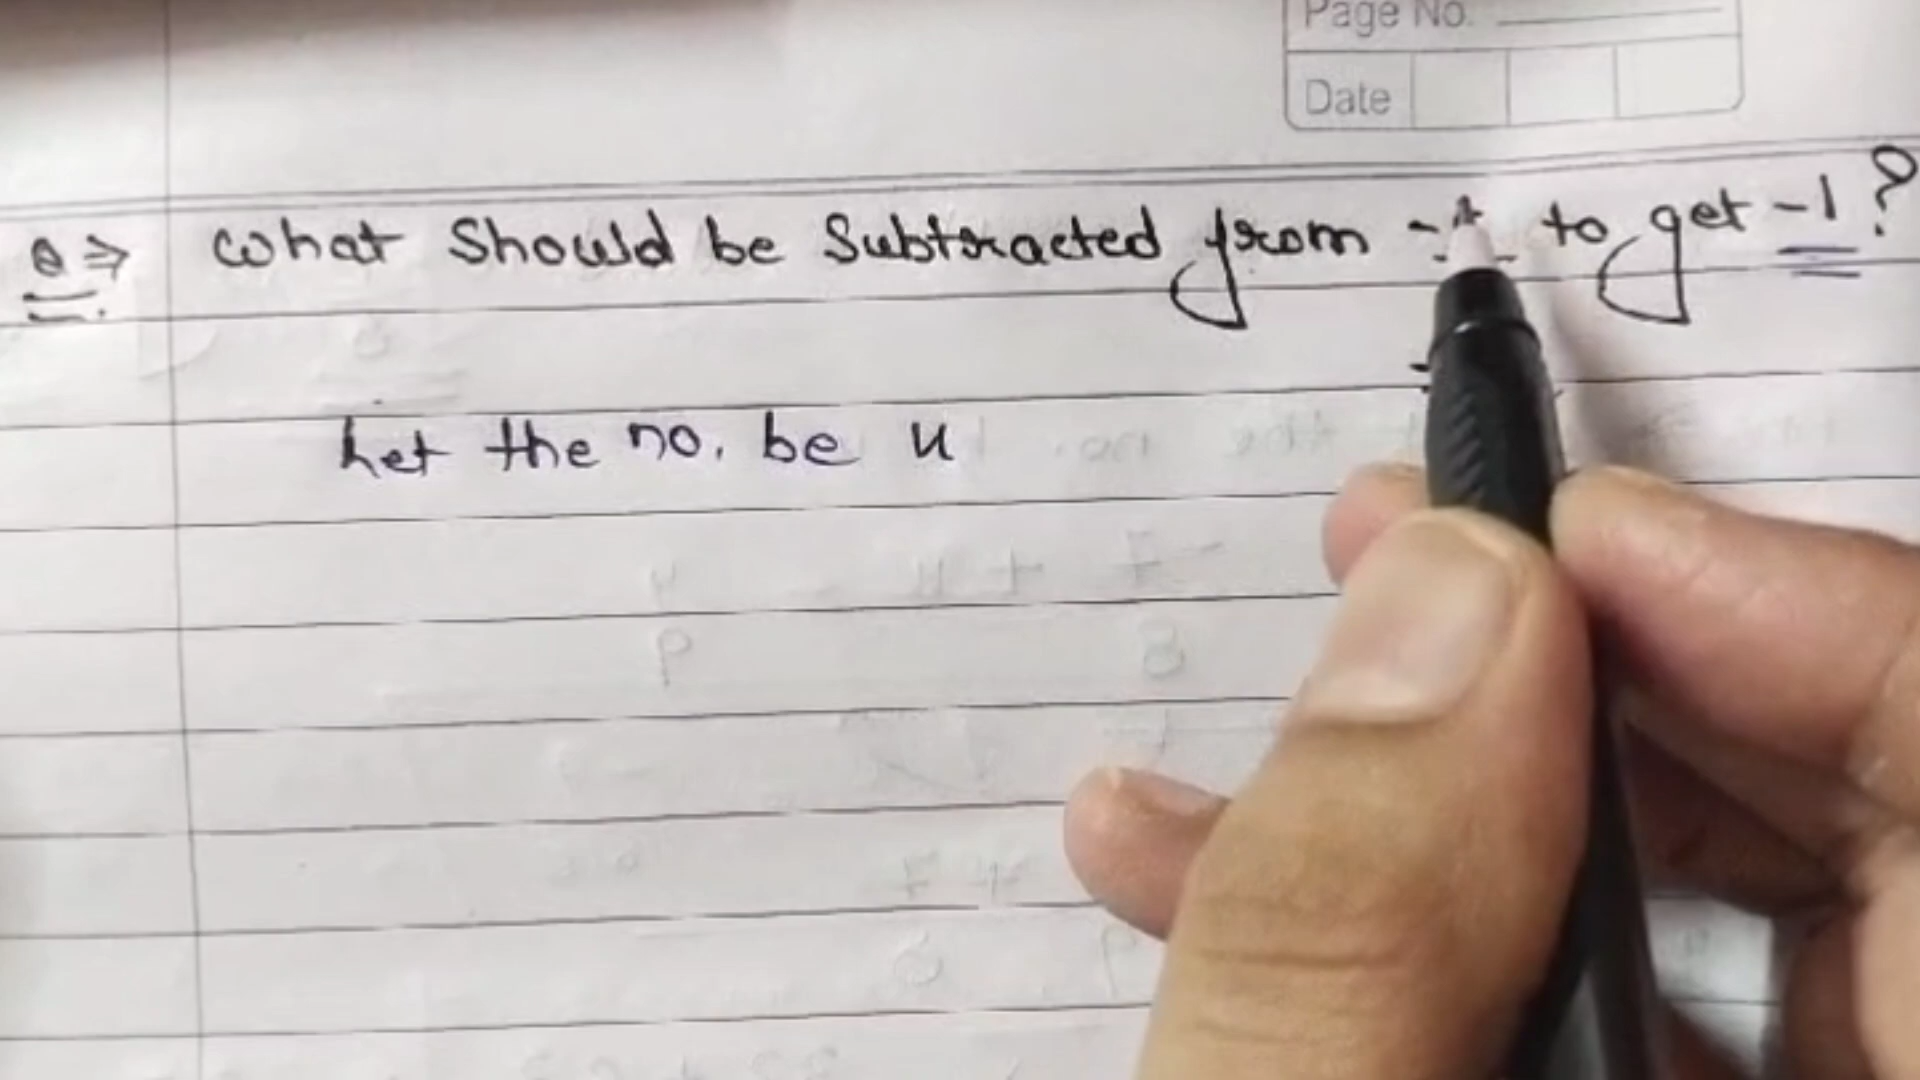 Page No.
Date
Q⇒ What Should be Subtracted from to get -1?
Let the no. be u